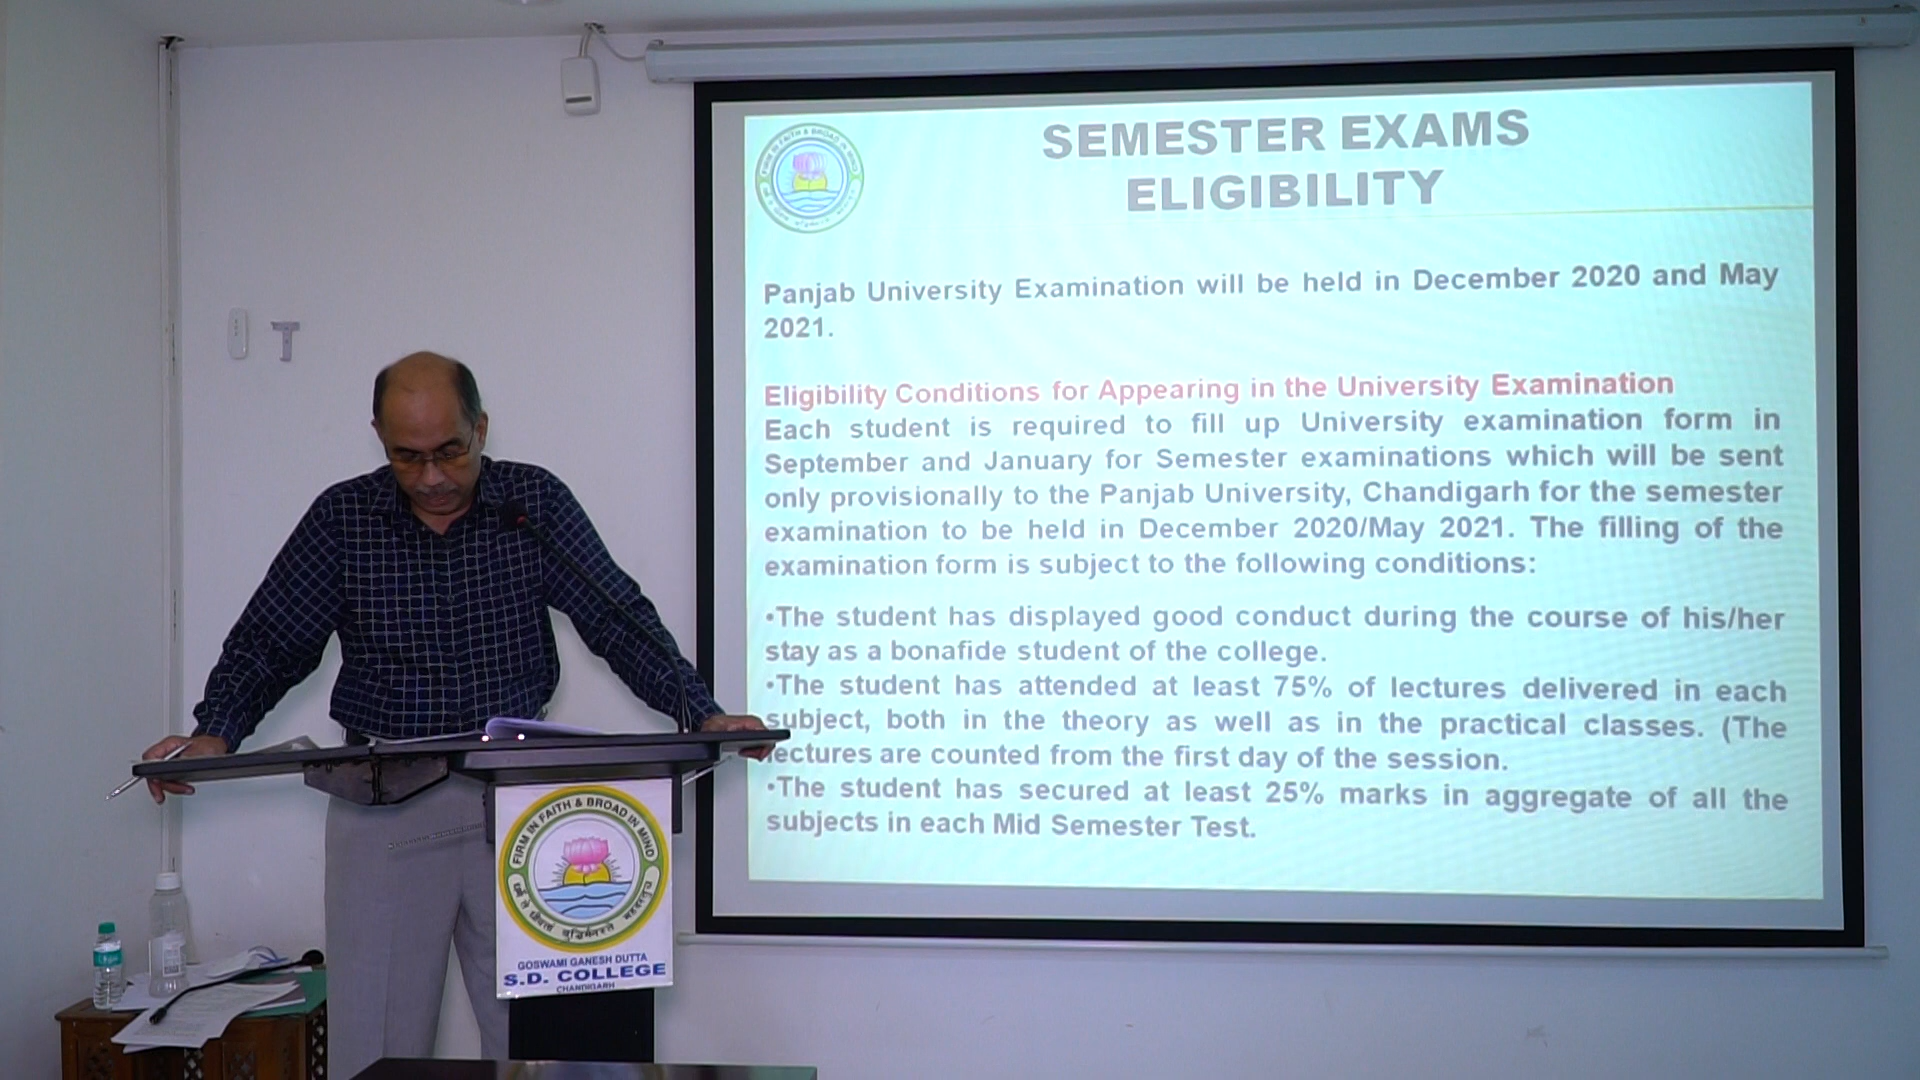 SEMESTER EXAMS
ELIGIBILITY
FIRM IN FAITH & BROAD IN MIND
Panjab University Examination will be held in December 2020 and May
2021.
Eligibility Conditions for Appearing in the University Examination
Each student is required to fill up University examination form in
September and January for Semester examinations which will be sent
only provisionally to the Panjab University, Chandigarh for the semester
examination to be held in December 2020/May 2021. The filling of the
examination form is subject to the following conditions:
•The student has displayed good conduct during the course of his/her
stay as a bonafide student of the college.
•The student has attended at least 75% of lectures delivered in each
subject, both in the theory as well as in the practical classes. (The
lectures are counted from the first day of the session.
•The student has secured at least 25% marks in aggregate of all the
subjects in each Mid Semester Test.
FIRM IN FAITH & BROAD IN MIND
GOSWAMI GANESH DUTTA
S.D. COLLEGE
CHANDIGARH